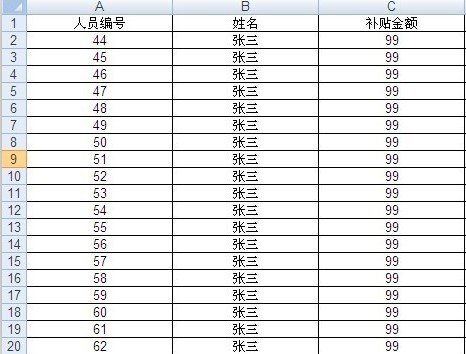 A B C
1 人员编号 姓名 补贴金额
2 44 张三 99
3 45 张三 99
4 46 张三 99
5 47 张三 99
6 48 张三 99
7 49 张三 99
8 50 张三 99
9 51 张三 99
10 52 张三 99
11 53 张三 99
12 54 张三 99
13 55 张三 99
14 56 张三 99
15 57 张三 99
16 58 张三 99
17 59 张三 99
18 60 张三 99
19 61 张三 99
20 62 张三 99